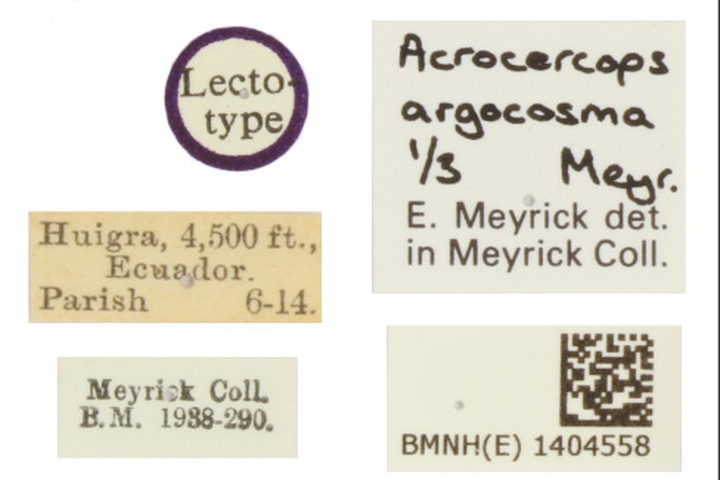 Lecto-
type
Acrocercops
argocosma
1/3 Meyr.
E. Meyrick det.
in Meyrick Coll.
Huigra, 4,500 ft.,
Ecuador.
Parish 6-14.
Meyrick Coll.
B.M. 1938-290.
BMNH(E) 1404558